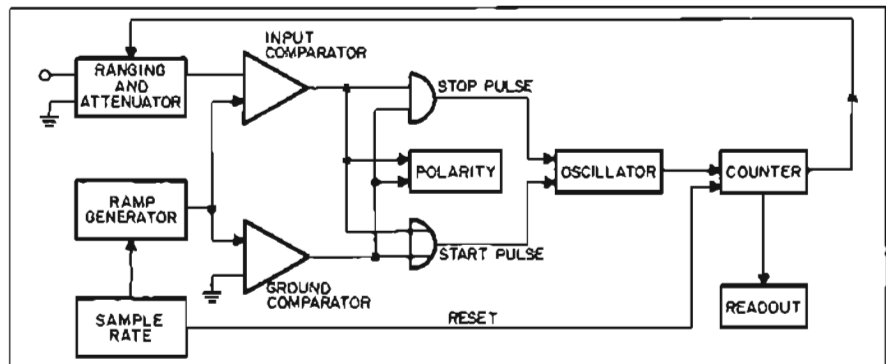 INPUT
COMPARATOR
RANGING
AND
ATTENUATOR
STOP PULSE
POLARITY
OSCILLATOR
COUNTER
RAMP
GENERATOR
START PULSE
GROUND
COMPARATOR
SAMPLE
RATE
RESET
READOUT